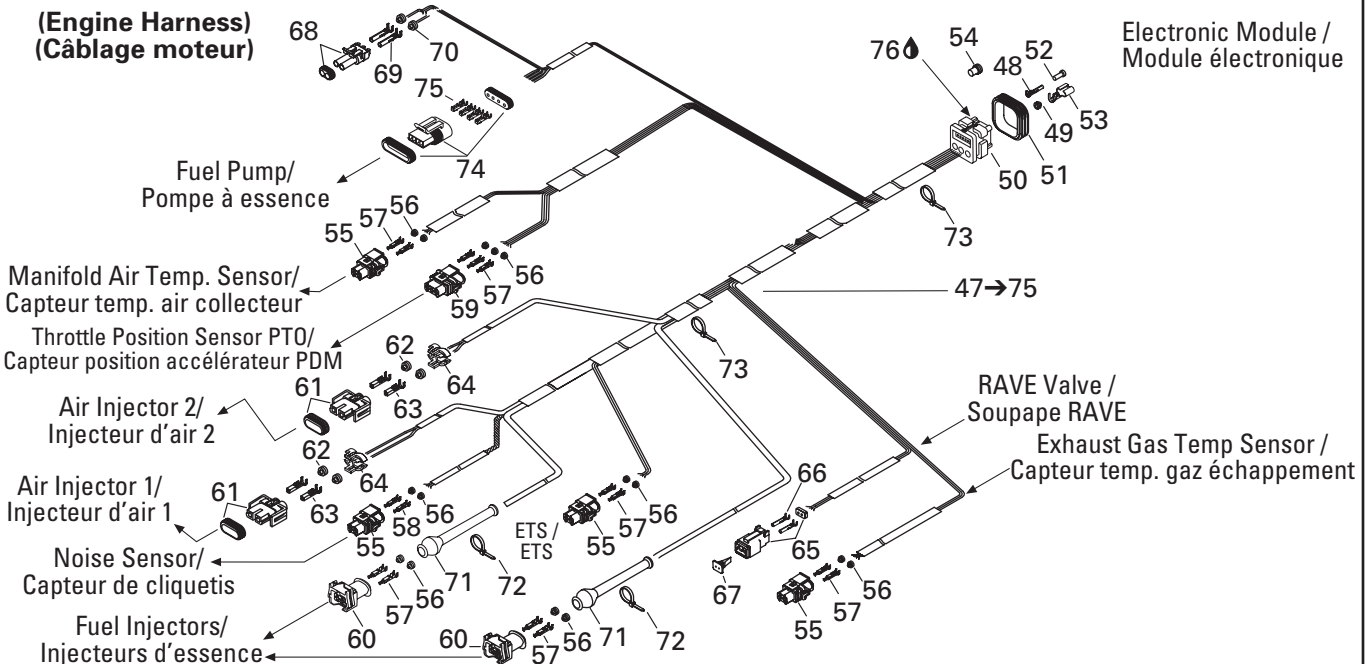 (Engine Harness)
(Câblage moteur)
68
69
70
75
74
Fuel Pump/
Pompe à essence
Electronic Module /
Module électronique
76
54
48
52
49
53
50
51
73
55
57
56
Manifold Air Temp. Sensor/
Capteur temp. air collecteur
59
57
56
47➔75
Throttle Position Sensor PTO/
Capteur position accélérateur PDM
62
61
63
64
73
Air Injector 2/
Injecteur d'air 2
RAVE Valve /
Soupape RAVE
Exhaust Gas Temp Sensor /
Capteur temp. gaz échappement
62
61
63
64
Air Injector 1/
Injecteur d'air 1
55
58
56
ETS /
ETS
55
57
56
66
65
67
55
57
56
Noise Sensor/
Capteur de cliquetis
60
57
56
71
72
Fuel Injectors/
Injecteurs d'essence
60
57
56
71
72